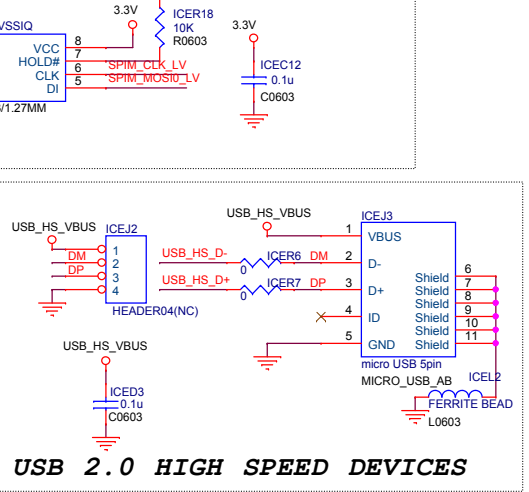 3.3V
ICER18
10K
R0603
3.3V
VSSIQ
VCC 8
HOLD# 7
CLK 6 SPIM_CLK_LV
DI 5 SPIM_MOSI0_LV
/1.27MM
ICEC12
0.1u
C0603
USB_HS_VBUS
ICEJ2
1
DM 2
DP 3
4
HEADER04(NC)
USB_HS_VBUS
USB_HS_D- ICER6 DM
0
USB_HS_D+ ICER7 DP
0
ICEJ3
1 VBUS
2 D-
3 D+
4 ID
5 GND
Shield 6
Shield 7
Shield 8
Shield 9
Shield 10
Shield 11
micro USB 5pin
MICRO_USB_AB
ICEL2
FERRITE BEAD
L0603
USB_HS_VBUS
ICED3
0.1u
C0603
USB 2.0 HIGH SPEED DEVICES